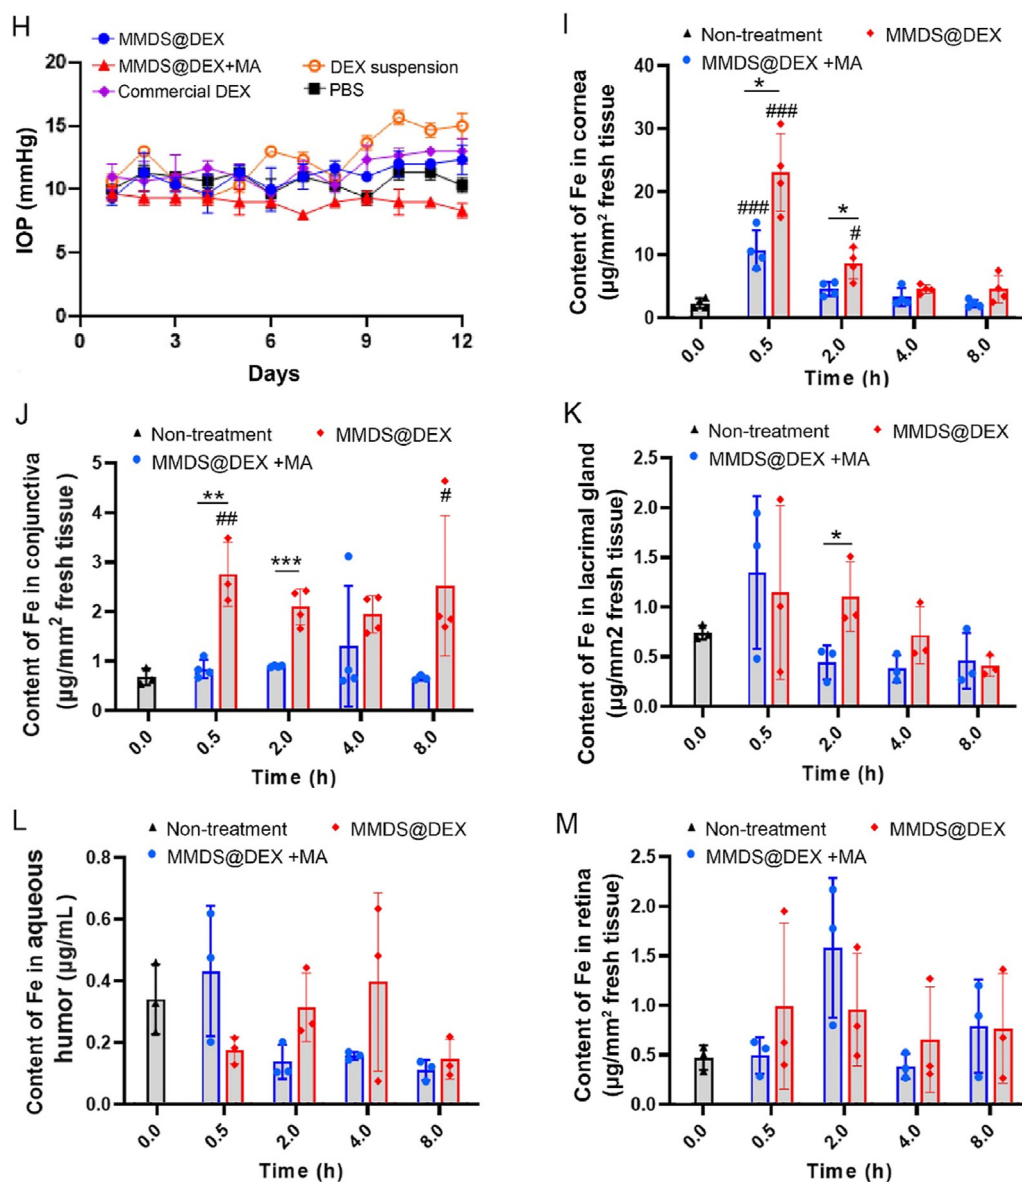 H
MMDS@DEX
MMDS@DEX+MA
DEX suspension
Commercial DEX
PBS
IOP (mmHg)
20
15
10
5
0
0
3
6
9
12
Days
I
Non-treatment
MMDS@DEX
MMDS@DEX +MA
Content of Fe in cornea
(µg/mm² fresh tissue)
40
30
20
10
0
*
###
###
*
#
0.0
0.5
2.0
4.0
8.0
Time (h)
J
Non-treatment
MMDS@DEX
MMDS@DEX +MA
Content of Fe in conjunctiva
(µg/mm² fresh tissue )
5
4
3
2
1
0
**
##
***
#
0.0
0.5
2.0
4.0
8.0
Time (h)
K
Non-treatment
MMDS@DEX
MMDS@DEX +MA
Content of Fe in lacrimal gland
(µg/mm2 fresh tissue)
2.5
2.0
1.5
1.0
0.5
0.0
*
0.0
0.5
2.0
4.0
8.0
Time (h)
L
Non-treatment
MMDS@DEX
MMDS@DEX +MA
Content of Fe in aqueous
humor (µg/mL)
0.8
0.6
0.4
0.2
0.0
0.0
0.5
2.0
4.0
8.0
Time (h)
M
Non-treatment
MMDS@DEX
MMDS@DEX +MA
Content of Fe in retina
(µg/mm² fresh tissue)
2.5
2.0
1.5
1.0
0.5
0.0
0.0
0.5
2.0
4.0
8.0
Time (h)